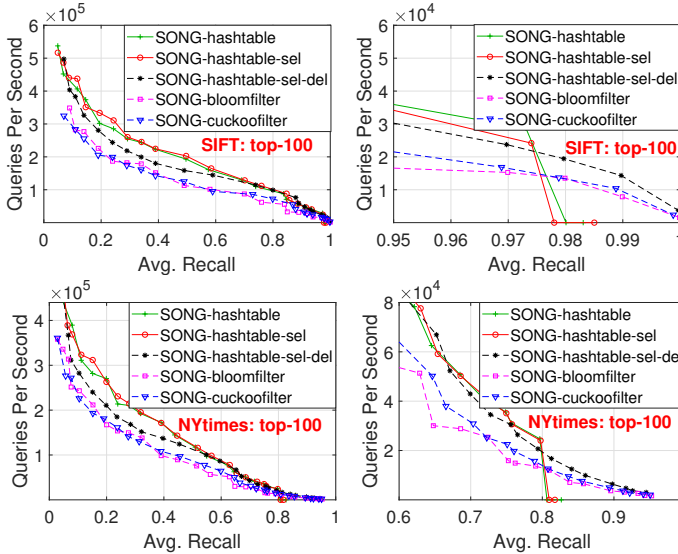 ×10^5
6
5
4
3
2
1
Queries Per Second
SONG-hashtable
SONG-hashtable-sel
SONG-hashtable-sel-del
SONG-bloomfilter
SONG-cuckoofilter
SIFT: top-100
0 0.2 0.4 0.6 0.8 1
Avg. Recall
×10^4
6
5
4
3
2
1
Queries Per Second
SONG-hashtable
SONG-hashtable-sel
SONG-hashtable-sel-del
SONG-bloomfilter
SONG-cuckoofilter
SIFT: top-100
0.95 0.96 0.97 0.98 0.99 1
Avg. Recall
×10^5
4
3
2
1
Queries Per Second
SONG-hashtable
SONG-hashtable-sel
SONG-hashtable-sel-del
SONG-bloomfilter
SONG-cuckoofilter
NYtimes: top-100
0 0.2 0.4 0.6 0.8 1
Avg. Recall
×10^4
8
6
4
2
Queries Per Second
SONG-hashtable
SONG-hashtable-sel
SONG-hashtable-sel-del
SONG-bloomfilter
SONG-cuckoofilter
NYtimes: top-100
0.6 0.7 0.8 0.9 1
Avg. Recall